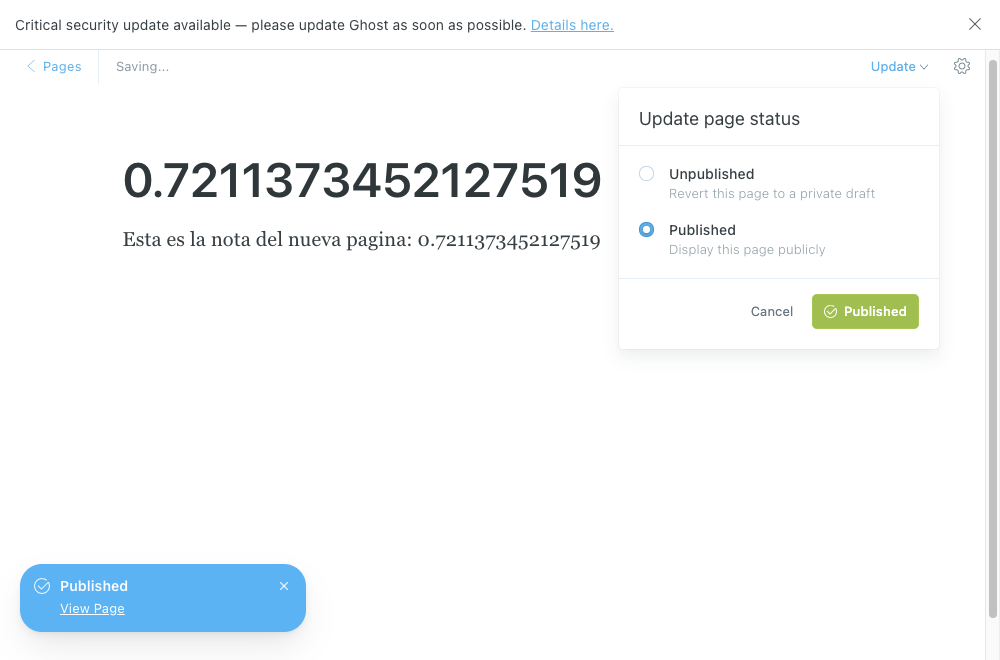 Critical security update available — please update Ghost as soon as possible. Details here.
Pages
Saving...
Update
Update page status
Unpublished
Revert this page to a private draft
Published
Display this page publicly
Cancel
Published
0.7211373452127519
Esta es la nota del nueva pagina: 0.7211373452127519
Published
View Page